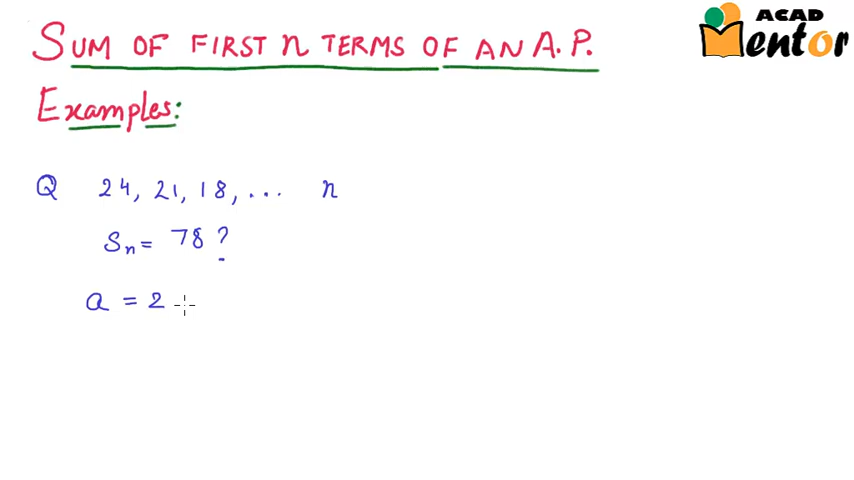 SUM OF FIRST n TERMS OF AN A.P.
ACAD
mentor
Examples:
Q 24, 21, 18, ... n
Sn = 78 ?
a = 2